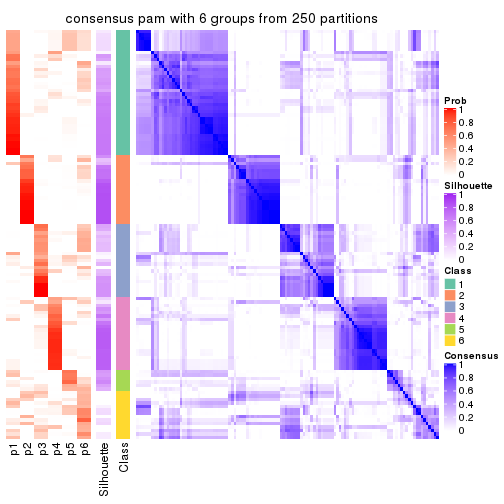 consensus pam with 6 groups from 250 partitions
Prob
1
0.8
0.6
0.4
0.2
0
Silhouette
1
0.8
0.6
0.4
0.2
0
Class
1
2
3
4
5
6
Consensus
1
0.8
0.6
0.4
0.2
0
p1
p2
p3
p4
p5
p6
Silhouette
Class